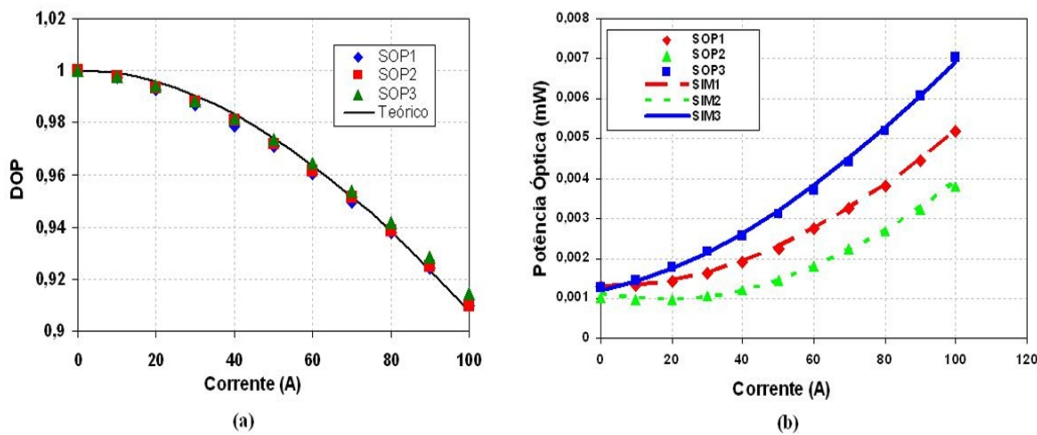 1,02
1
0,98
0,96
0,94
0,92
0,9
DOP
SOP1
SOP2
SOP3
Teórico
0 20 40 60 80 100
Corrente (A)
(a)
0,008
0,007
0,006
0,005
0,004
0,003
0,002
0,001
0
Potência Óptica (mW)
SOP1
SOP2
SOP3
SIM1
SIM2
SIM3
0 20 40 60 80 100 120
Corrente (A)
(b)